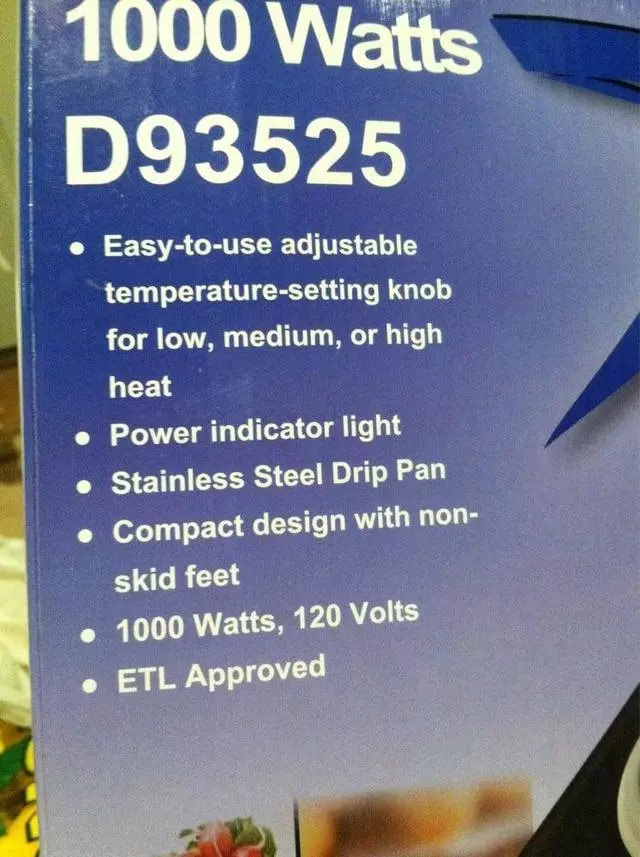 1000 Watts
D93525
• Easy-to-use adjustable
temperature-setting knob
for low, medium, or high
heat
• Power indicator light
• Stainless Steel Drip Pan
• Compact design with non-
skid feet
• 1000 Watts, 120 Volts
• ETL Approved